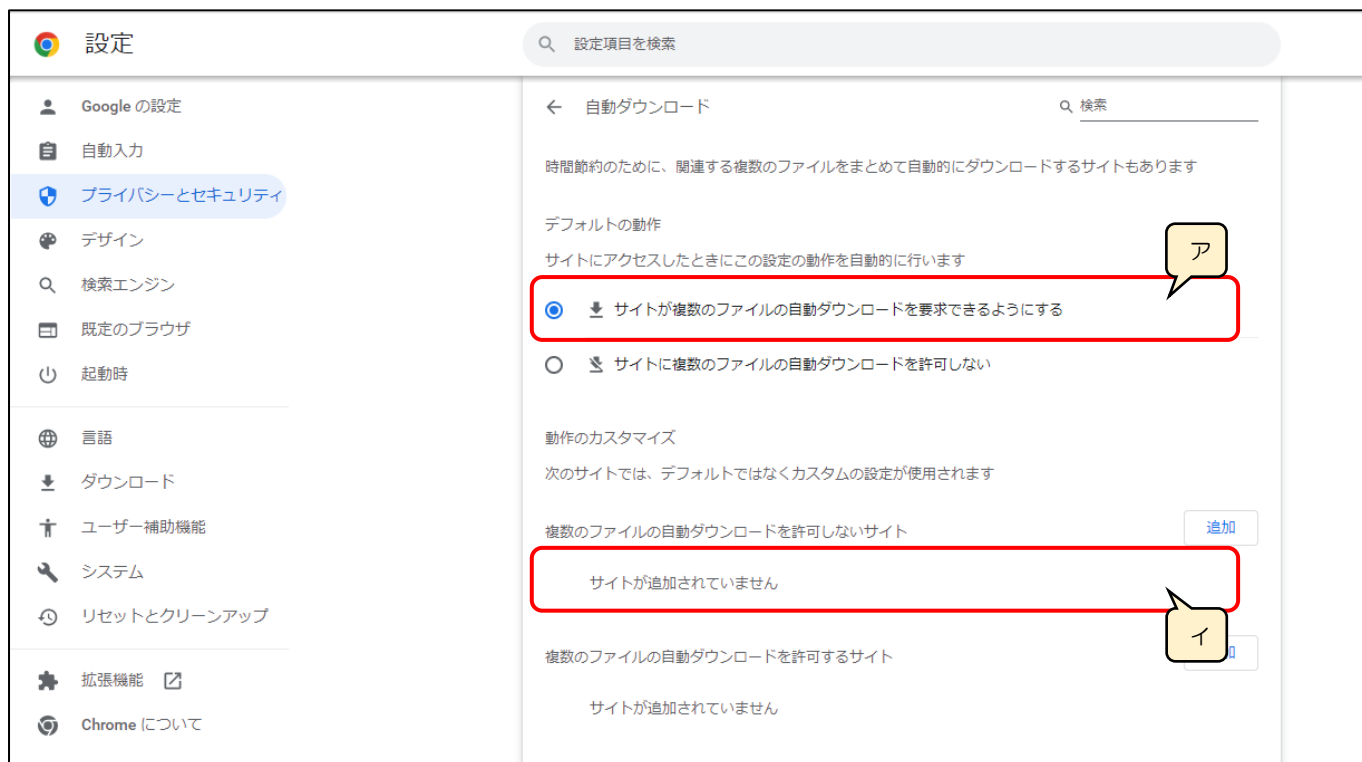 設定
設定項目を検索
Google の設定
自動入力
プライバシーとセキュリティ
デザイン
検索エンジン
既定のブラウザ
起動時
言語
ダウンロード
ユーザー補助機能
システム
リセットとクリーンアップ
拡張機能
Chrome について
自動ダウンロード
検索
時間節約のために、関連する複数のファイルをまとめて自動的にダウンロードするサイトもあります
デフォルトの動作
サイトにアクセスしたときにこの設定の動作を自動的に行います
ア
サイトが複数のファイルの自動ダウンロードを要求できるようにする
サイトに複数のファイルの自動ダウンロードを許可しない
動作のカスタマイズ
次のサイトでは、デフォルトではなくカスタムの設定が使用されます
複数のファイルの自動ダウンロードを許可しないサイト
追加
サイトが追加されていません
イ
複数のファイルの自動ダウンロードを許可するサイト
サイトが追加されていません